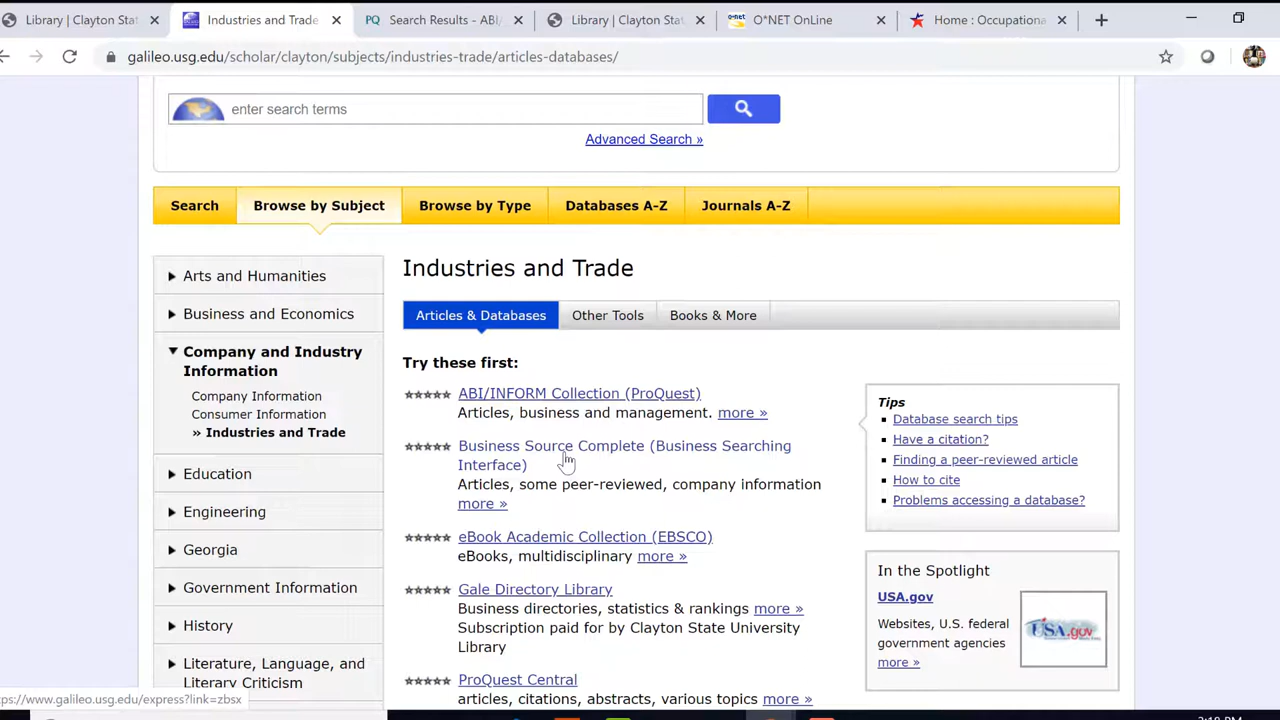 Library | Clayton Stat
Industries and Trade
PQ Search Results - ABI/
Library | Clayton Stat
O*NET OnLine
Home : Occupationa
galileo.usg.edu/scholar/clayton/subjects/industries-trade/articles-databases/
enter search terms
Advanced Search »
Search
Browse by Subject
Browse by Type
Databases A-Z
Journals A-Z
Arts and Humanities
Business and Economics
Company and Industry
Information
Company Information
Consumer Information
» Industries and Trade
Education
Engineering
Georgia
Government Information
History
Literature, Language, and
Literary Criticism
Industries and Trade
Articles & Databases
Other Tools
Books & More
Try these first:
ABI/INFORM Collection (ProQuest)
Articles, business and management. more »
Business Source Complete (Business Searching
Interface)
Articles, some peer-reviewed, company information
more »
eBook Academic Collection (EBSCO)
eBooks, multidisciplinary more »
Gale Directory Library
Business directories, statistics & rankings more »
Subscription paid for by Clayton State University
Library
ProQuest Central
articles, citations, abstracts, various topics more »
Tips
Database search tips
Have a citation?
Finding a peer-reviewed article
How to cite
Problems accessing a database?
In the Spotlight
USA.gov
Websites, U.S. federal
government agencies
more »
USA.gov
tps://www.galileo.usg.edu/express?link=zbsx